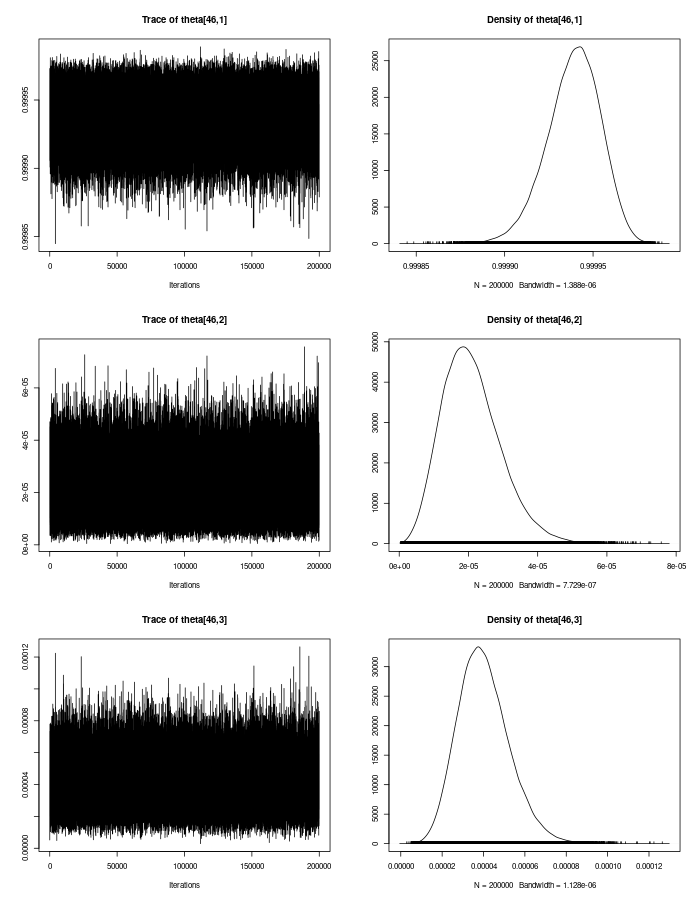 Trace of theta[46,1]
0.99985 0.99990 0.99995
0 50000 100000 150000 200000
Iterations
Density of theta[46,1]
0 5000 10000 15000 20000 25000
0.99985 0.99990 0.99995
N = 200000 Bandwidth = 1.388e-06
Trace of theta[46,2]
0e+00 2e-05 4e-05 6e-05
0 50000 100000 150000 200000
Iterations
Density of theta[46,2]
0 10000 20000 30000 40000 50000
0e+00 2e-05 4e-05 6e-05 8e-05
N = 200000 Bandwidth = 7.729e-07
Trace of theta[46,3]
0.00000 0.00004 0.00008 0.00012
0 50000 100000 150000 200000
Iterations
Density of theta[46,3]
0 5000 10000 15000 20000 25000 30000
0.00000 0.00002 0.00004 0.00006 0.00008 0.00010 0.00012
N = 200000 Bandwidth = 1.128e-06